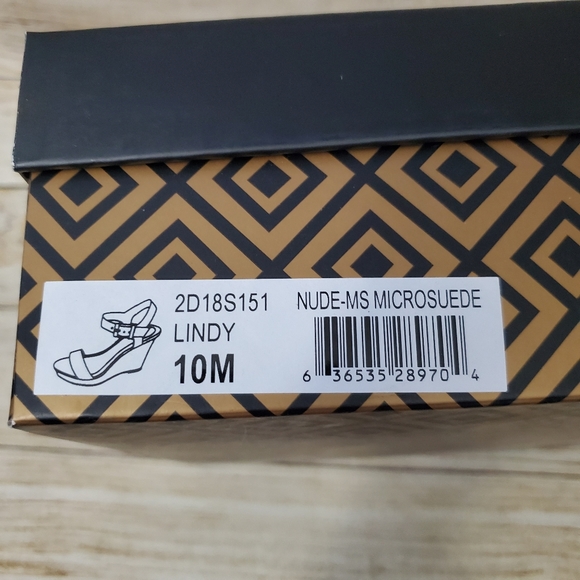 2D18S151 NUDE-MS MICROSUEDE
LINDY
10M
6 36535 28970 4